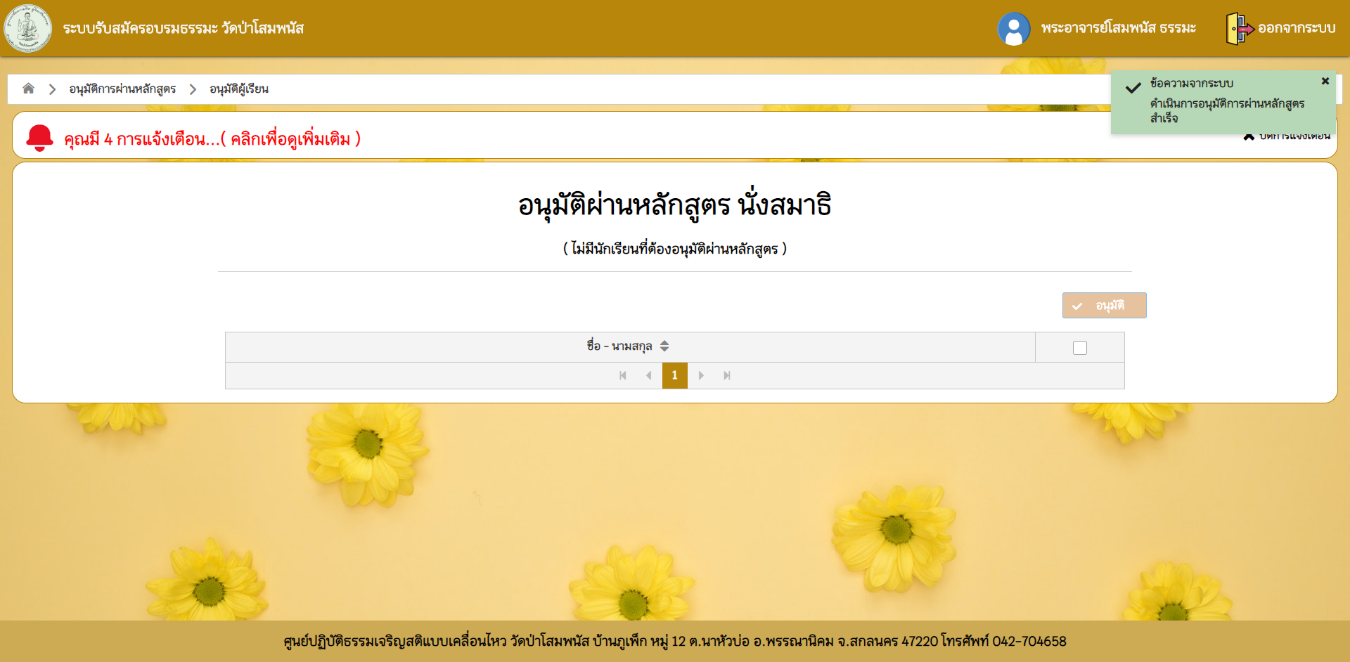 ระบบรับสมัครอบรมธรรมะ วัดป่าโสมพนัส
พระอาจารย์โสมพนัส ธรรมะ
ออกจากระบบ
อนุมัติการผ่านหลักสูตร
อนุมัติผู้เรียน
ข้อความจากระบบ
ดำเนินการอนุมัติการผ่านหลักสูตร
สำเร็จ
คุณมี 4 การแจ้งเตือน...( คลิกเพื่อดูเพิ่มเติม )
อนุมัติผ่านหลักสูตร นั่งสมาธิ
( ไม่มีนักเรียนที่ต้องอนุมัติผ่านหลักสูตร )
อนุมัติ
ชื่อ - นามสกุล
1
ศูนย์ปฏิบัติธรรมเจริญสติแบบเคลื่อนไหว วัดป่าโสมพนัส บ้านภูเพ็ก หมู่ 12 ต.นาหัวบ่อ อ.พรรณานิคม จ.สกลนคร 47220 โทรศัพท์ 042-704658